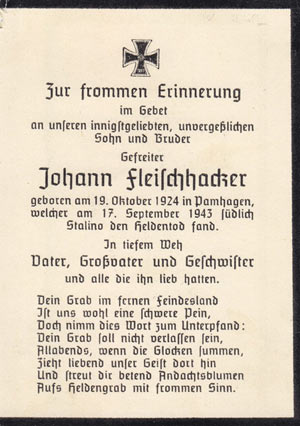 Zur frommen Erinnerung
im Gebet
an unseren innigstgeliebten, unvergeßlichen
Sohn und Bruder
Gefreiter
Johann Fleischhacker
geboren am 19. Oktober 1924 in Pamhagen,
welcher am 17. September 1943 südlich
Stalino den Heldentod fand.
In tiefem Weh
Vater, Großvater und Geschwister
und alle die ihn lieb hatten.
Dein Grab im fernen Feindesland
Ist uns wohl eine schwere Pein,
Doch nimm dies Wort zum Unterpfand:
Dein Grab soll nicht verlassen sein,
Allabends, wenn die Glocken summen,
Zieht liebend unser Geist dort hin
Und streut dir betend Andachtsblumen
Aufs Heldengrab mit frommen Sinn.